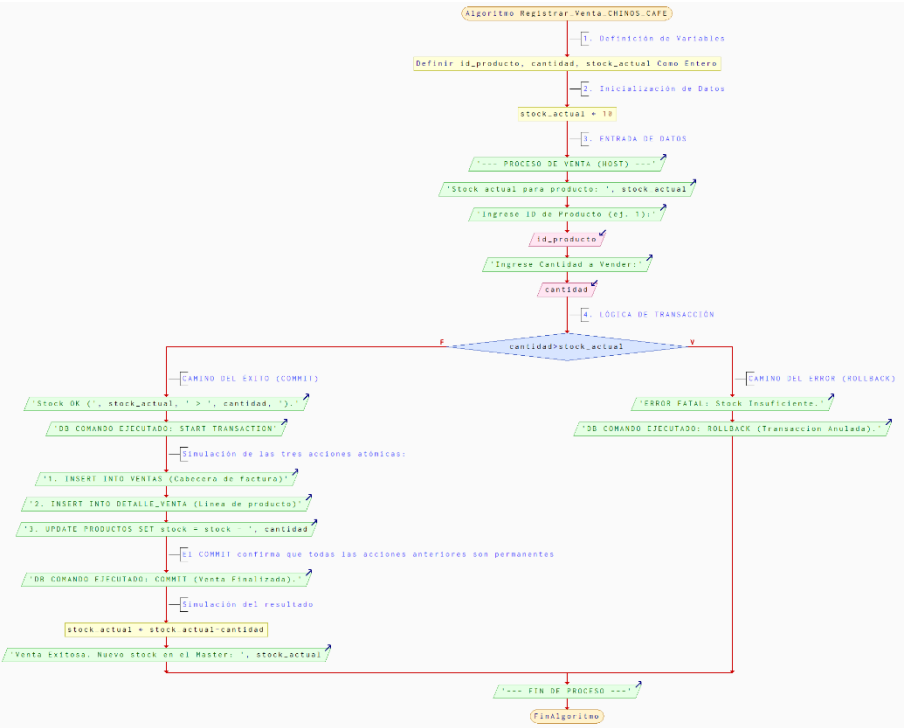 Algoritmo Registrar_Venta_CHINOS_CAFE
1. Definición de Variables
Definir id_producto, cantidad, stock_actual Como Entero
2. Inicialización de Datos
stock_actual ← 10
3. ENTRADA DE DATOS
'--- PROCESO DE VENTA (HOST) ---'
'Stock actual para producto: ', stock_actual
'Ingrese ID de Producto (ej. 1):'
id_producto
'Ingrese Cantidad a Vender:'
cantidad
4. LÓGICA DE TRANSACCIÓN
cantidad>stock_actual
F
V
CAMINO DEL ÉXITO (COMMIT)
'Stock OK (', stock_actual, ' > ', cantidad, ').'
'DB COMANDO EJECUTADO: START TRANSACTION'
Simulación de las tres acciones atómicas:
'1. INSERT INTO VENTAS (Cabecera de factura)'
'2. INSERT INTO DETALLE_VENTA (Línea de producto)'
'3. UPDATE PRODUCTOS SET stock = stock - ', cantidad
El COMMIT confirma que todas las acciones anteriores son permanentes
'DB COMANDO EJECUTADO: COMMIT (Venta Finalizada).'
Simulación del resultado
stock_actual ← stock_actual-cantidad
'Venta Exitosa. Nuevo stock en el Master: ', stock_actual
CAMINO DEL ERROR (ROLLBACK)
'ERROR FATAL: Stock Insuficiente.'
'DB COMANDO EJECUTADO: ROLLBACK (Transaccion Anulada).'
'--- FIN DE PROCESO ---'
FinAlgoritmo